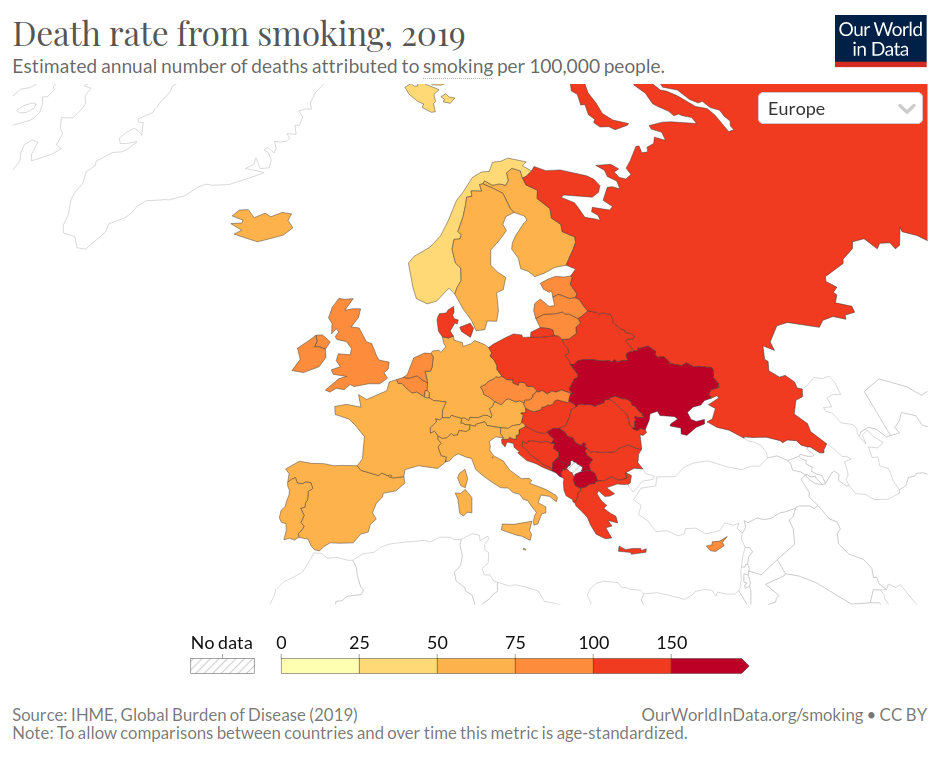 Death rate from smoking, 2019
Our World
in Data
Estimated annual number of deaths attributed to smoking per 100,000 people.
Europe
No data 0 25 50 75 100 150
Source: IHME, Global Burden of Disease (2019)
OurWorldInData.org/smoking • CC BY
Note: To allow comparisons between countries and over time this metric is age-standardized.